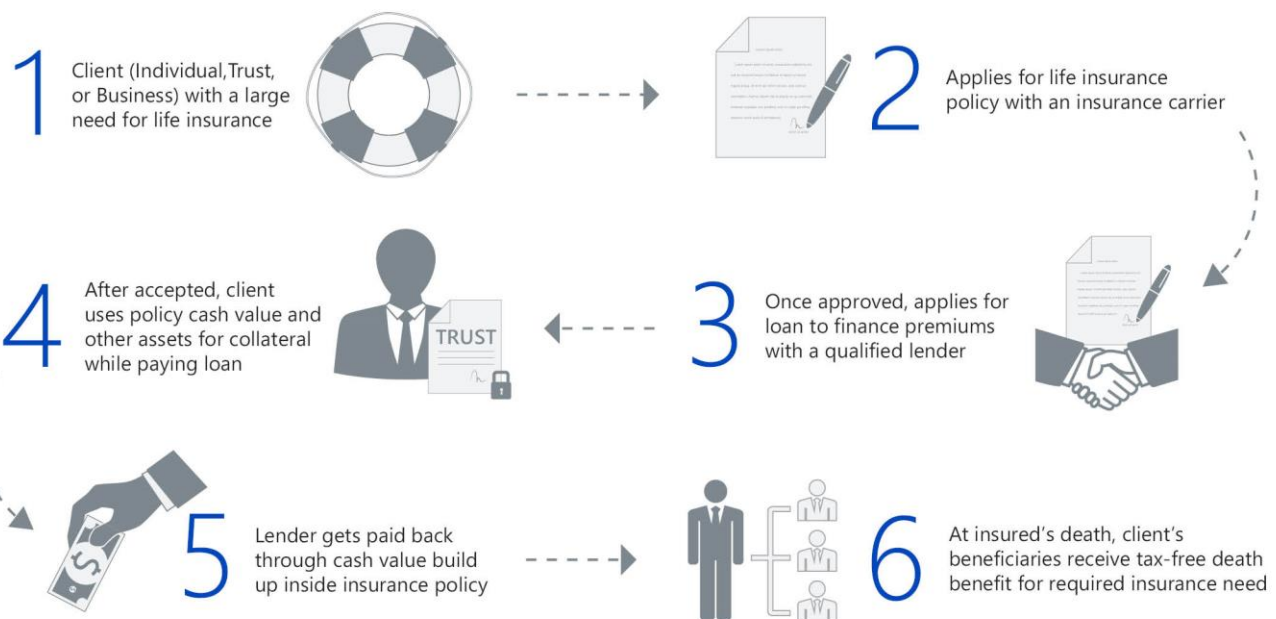 1
Client (Individual,Trust,
or Business) with a large
need for life insurance
2
Applies for life insurance
policy with an insurance carrier
3
Once approved, applies for
loan to finance premiums
with a qualified lender
4
After accepted, client
uses policy cash value and
other assets for collateral
while paying loan
TRUST
5
Lender gets paid back
through cash value build
up inside insurance policy
6
At insured's death, client's
beneficiaries receive tax-free death
benefit for required insurance need